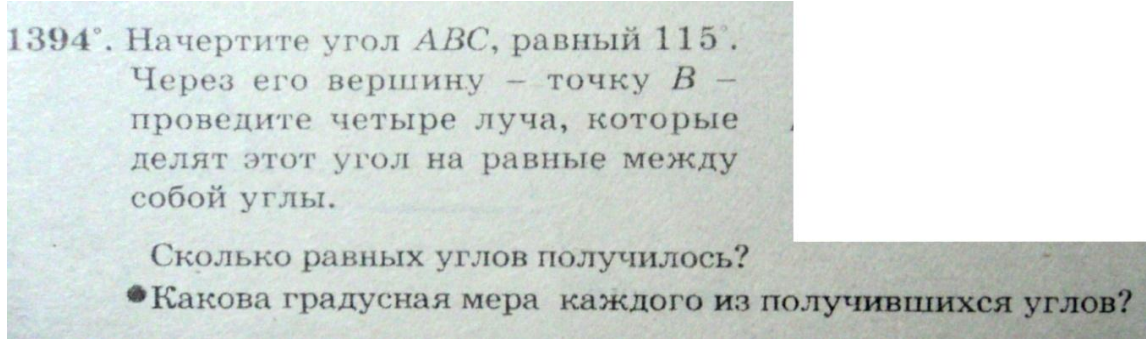 1394°. Начертите угол ABC, равный 115°.
Через его вершину – точку B –
проведите четыре луча, которые
делят этот угол на равные между
собой углы.
Сколько равных углов получилось?
●Какова градусная мера каждого из получившихся углов?